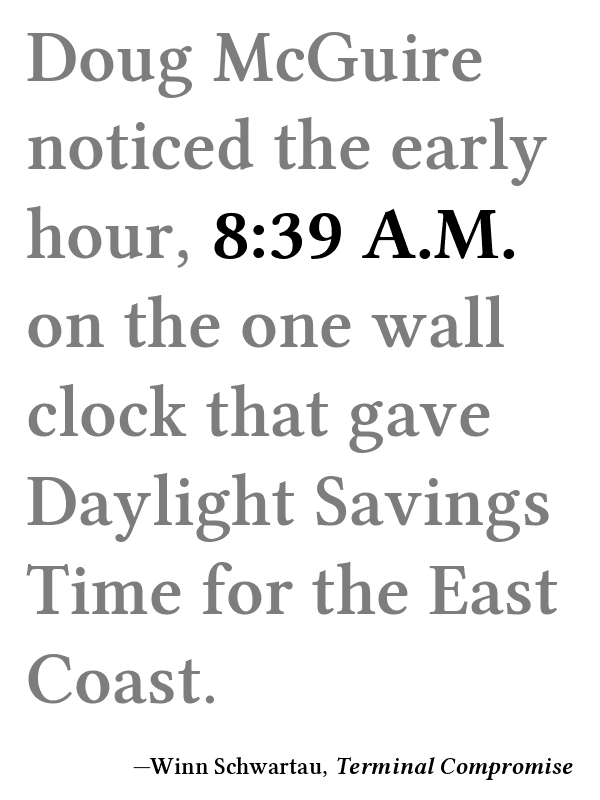 Doug McGuire
noticed the early
hour, 8:39 A.M.
on the one wall
clock that gave
Daylight Savings
Time for the East
Coast.
—Winn Schwartau, Terminal Compromise